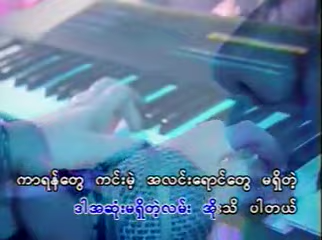 ကာရန်တွေ ကင်းမဲ့ အလင်းရောင်တွေ မရှိတဲ့
ဒါအဆုံးမရှိတဲ့လမ်း အိုသိ ပါတယ်